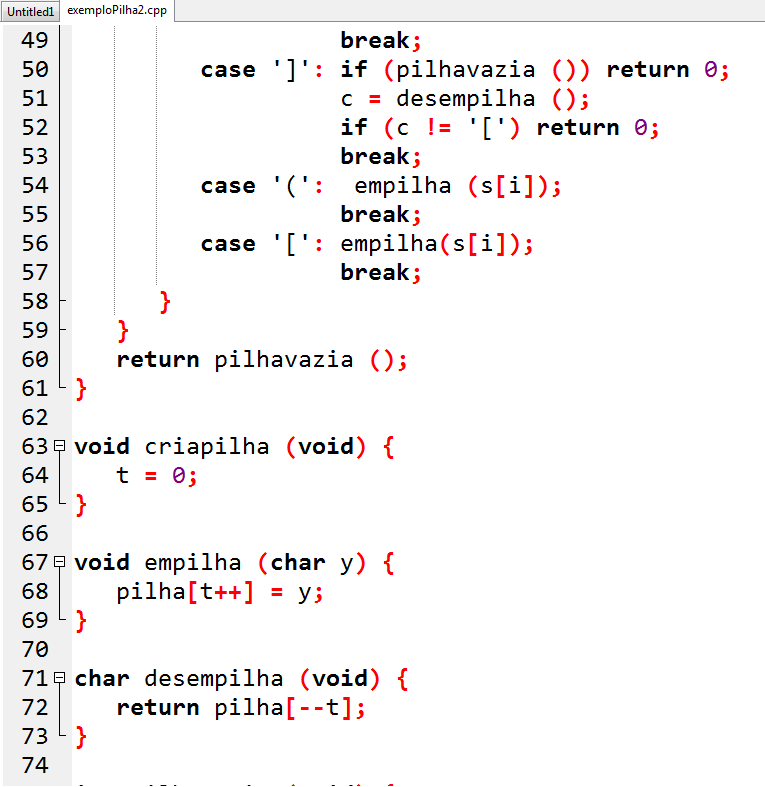 Untitled1 exemploPilha2.cpp
49 break;
50 case ']': if (pilhavazia ()) return 0;
51 c = desempilha ();
52 if (c != '[') return 0;
53 break;
54 case '(':  empilha (s[i]);
55 break;
56 case '[': empilha(s[i]);
57 break;
58 }
59 }
60 return pilhavazia ();
61 }
62
63 void criapilha (void) {
64 t = 0;
65 }
66
67 void empilha (char y) {
68 pilha[t++] = y;
69 }
70
71 char desempilha (void) {
72 return pilha[--t];
73 }
74